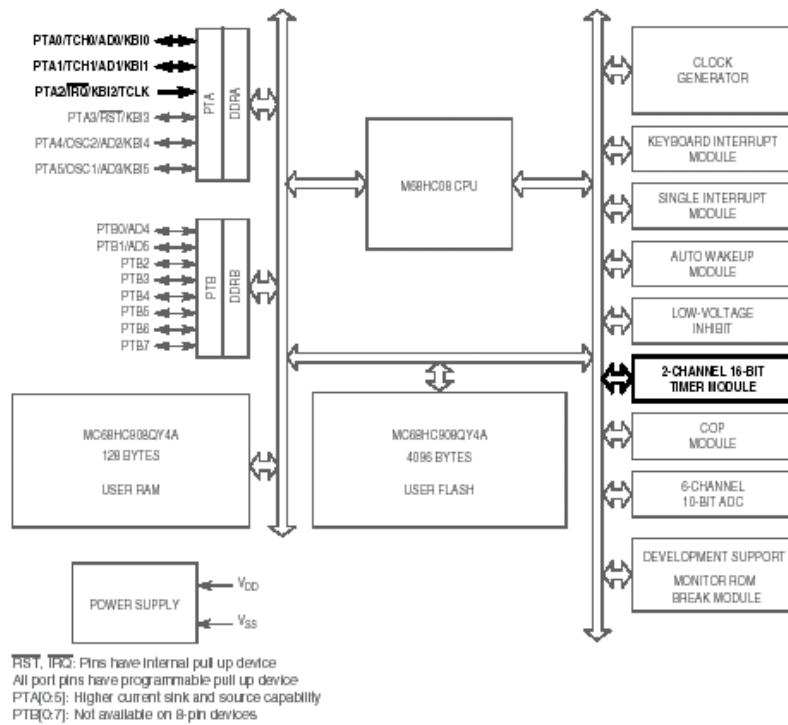 PTA0/TCH0/AD0/KBI0
PTA1/TCH1/AD1/KBI1
PTA2/IRQ/KBI2/TCLK
PTA3/RST/KBI3
PTA4/OSC2/AD2/KBI4
PTA5/OSC1/AD3/KBI5
PTA
DDRA
PTB0/AD4
PTB1/AD5
PTB2
PTB3
PTB4
PTB5
PTB6
PTB7
PTB
DDRB
M68HC08 CPU
CLOCK
GENERATOR
KEYBOARD INTERRUPT
MODULE
SINGLE INTERRUPT
MODULE
AUTO WAKEUP
MODULE
LOW-VOLTAGE
INHIBIT
2-CHANNEL 16-BIT
TIMER MODULE
COP
MODULE
6-CHANNEL
10-BIT ADC
DEVELOPMENT SUPPORT
MONITOR ROM
BREAK MODULE
MC68HC908QY4A
128 BYTES
USER RAM
MC68HC908QY4A
4096 BYTES
USER FLASH
POWER SUPPLY
VDD
VSS
RST, IRQ: Pins have internal pull up device
All port pins have programmable pull up device
PTA[0:5]: Higher current sink and source capability
PTB[0:7]: Not available on 8-pin devices